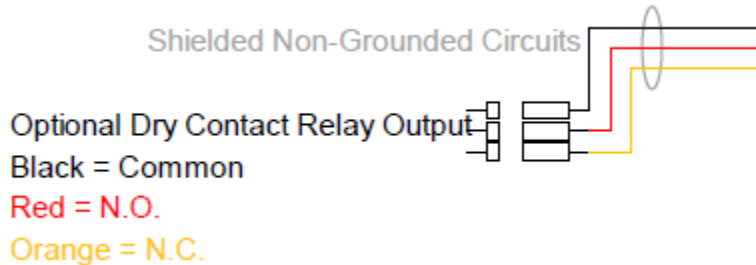 Shielded Non-Grounded Circuits
Optional Dry Contact Relay Output
Black = Common
Red = N.O.
Orange = N.C.